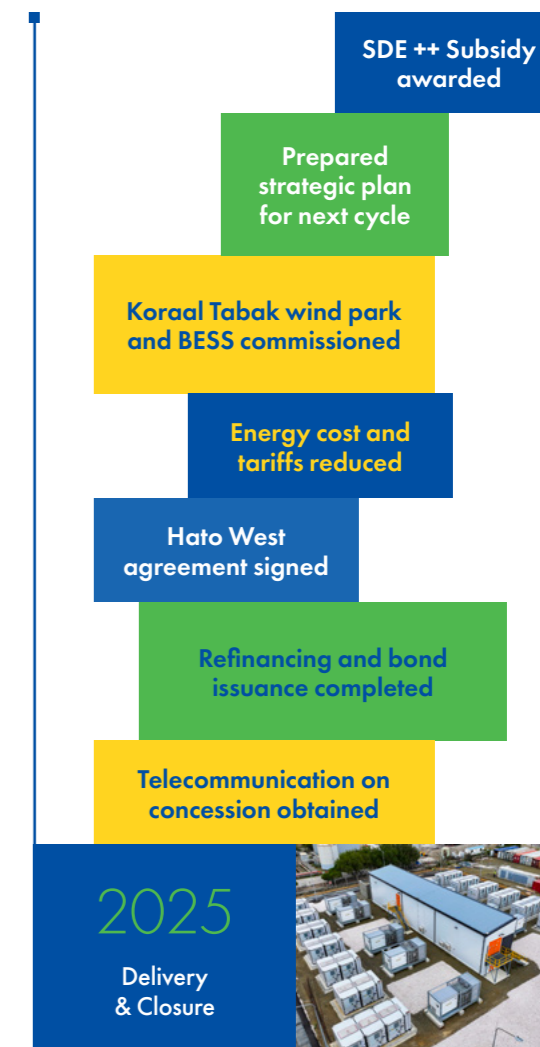 SDE ++ Subsidy
awarded
Prepared
strategic plan
for next cycle
Koraal Tabak wind park
and BESS commissioned
Energy cost and
tariffs reduced
Hato West
agreement signed
Refinancing and bond
issuance completed
Telecommunication on
concession obtained
2025
Delivery
& Closure